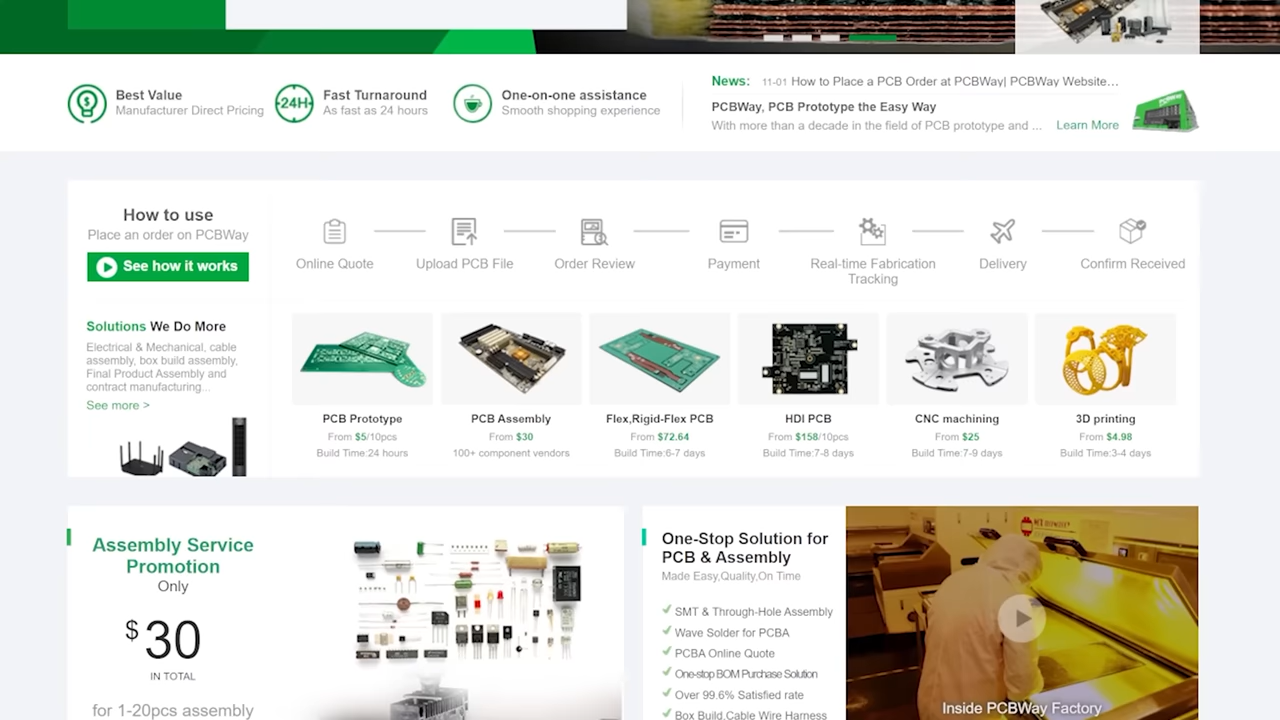 Best Value
Manufacturer Direct Pricing
24H
Fast Turnaround
As fast as 24 hours
One-on-one assistance
Smooth shopping experience
News: 11-01 How to Place a PCB Order at PCBWay| PCBWay Website...
PCBWay, PCB Prototype the Easy Way
With more than a decade in the field of PCB prototype and ... Learn More
How to use
Place an order on PCBWay
See how it works
Online Quote
Upload PCB File
Order Review
Payment
Real-time Fabrication
Tracking
Delivery
Confirm Received
Solutions We Do More
Electrical & Mechanical, cable
assembly, box build assembly,
Final Product Assembly and
contract manufacturing...
See more >
PCB Prototype
From $5/10pcs
Build Time:24 hours
PCB Assembly
From $30
100+ component vendors
Flex,Rigid-Flex PCB
From $72.64
Build Time:6-7 days
HDI PCB
From $158/10pcs
Build Time:7-8 days
CNC machining
From $25
Build Time:7-9 days
3D printing
From $4.98
Build Time:3-4 days
Assembly Service
Promotion
Only
$30
IN TOTAL
for 1-20pcs assembly
One-Stop Solution for
PCB & Assembly
Made Easy,Quality,On Time
SMT & Through-Hole Assembly
Wave Solder for PCBA
PCBA Online Quote
One-stop BOM Purchase Solution
Over 99.6% Satisfied rate
Box Build,Cable Wire Harness
Inside PCBWay Factory